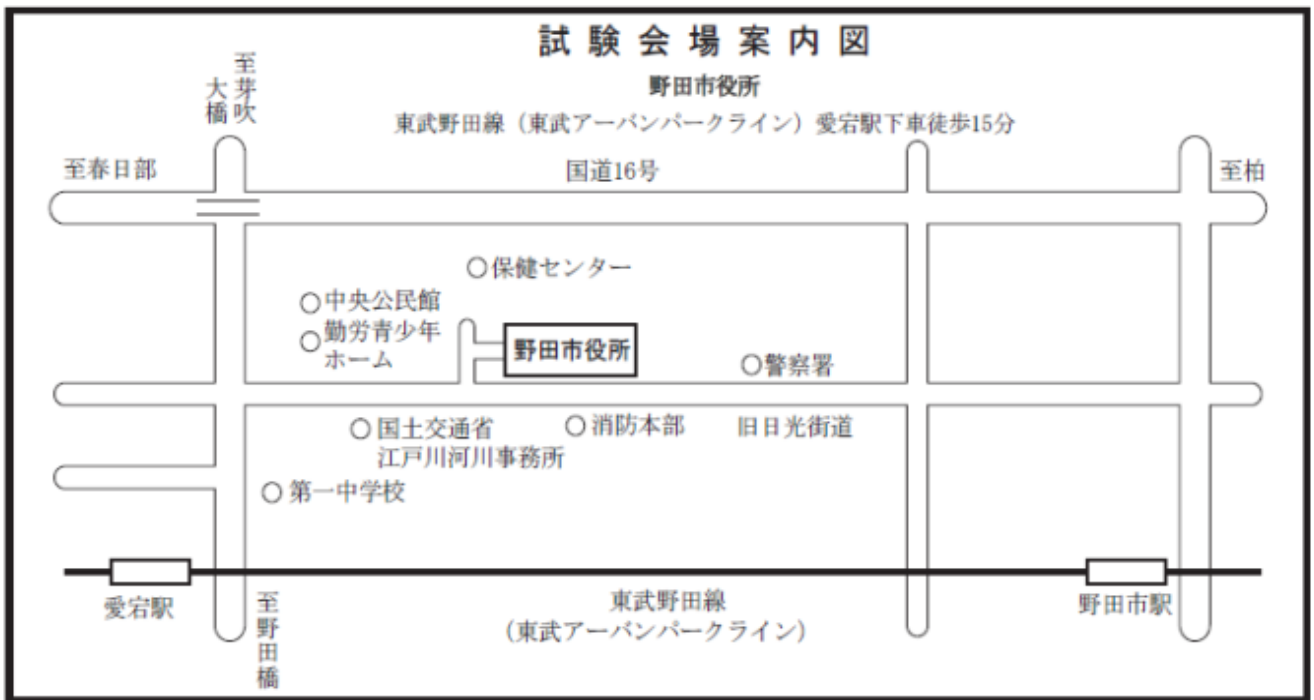 試験会場案内図
野田市役所
東武野田線（東武アーバンパークライン）愛宕駅下車徒歩15分
至芽吹
大橋
至春日部
国道16号
至柏
保健センター
中央公民館
勤労青少年
ホーム
野田市役所
警察署
国土交通省
江戸川河川事務所
消防本部
旧日光街道
第一中学校
愛宕駅
至野田橋
東武野田線
（東武アーバンパークライン）
野田市駅